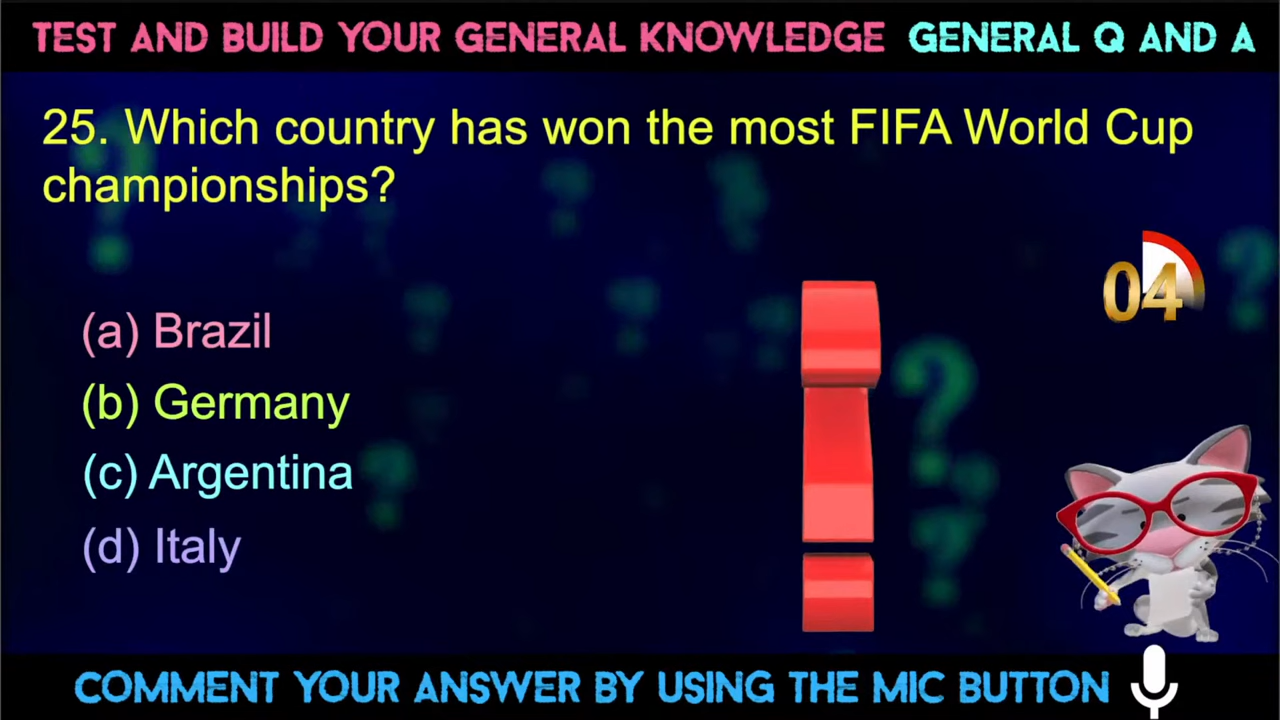 TEST AND BUILD YOUR GENERAL KNOWLEDGE GENERAL Q AND A
25. Which country has won the most FIFA World Cup
championships?
04
(a) Brazil
(b) Germany
(c) Argentina
(d) Italy
COMMENT YOUR ANSWER BY USING THE MIC BUTTON